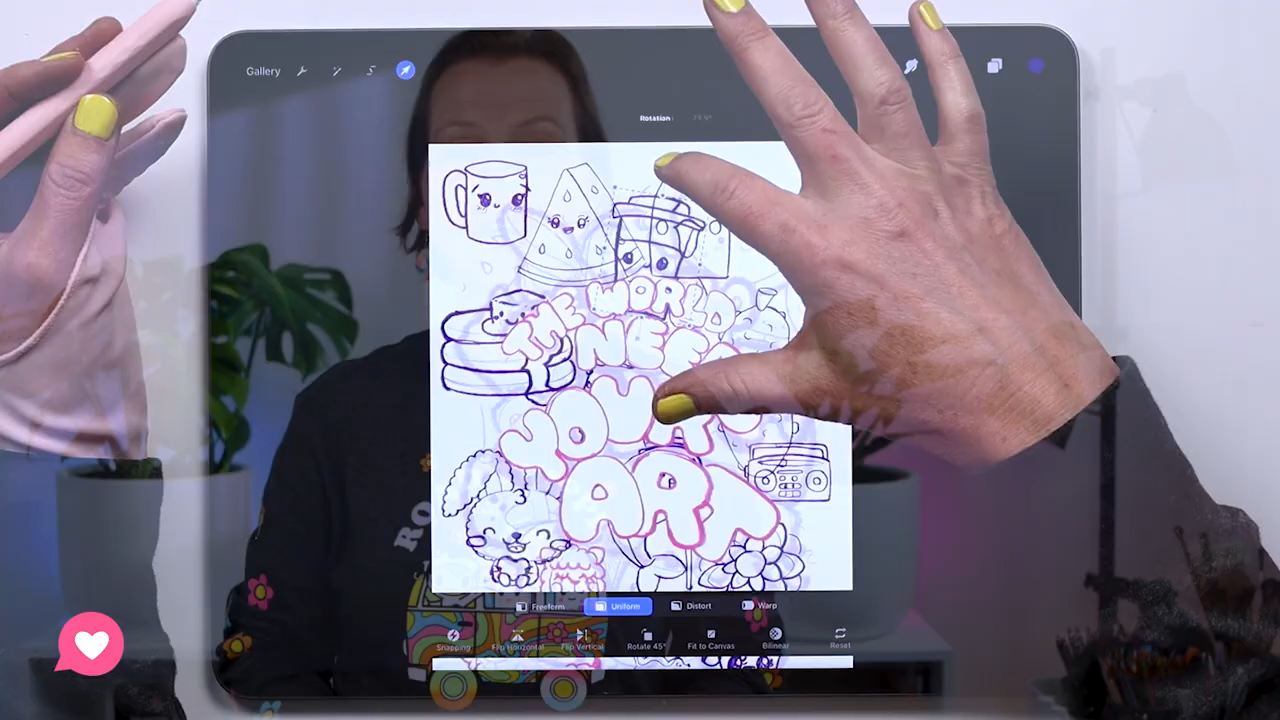 Gallery
Rotation:
THE WORLD
YOUR
ART
Freeform Uniform Distort Warp
Snapping Flip Horizontal Flip Vertical Rotate 45° Fit to Canvas Bilinear Reset